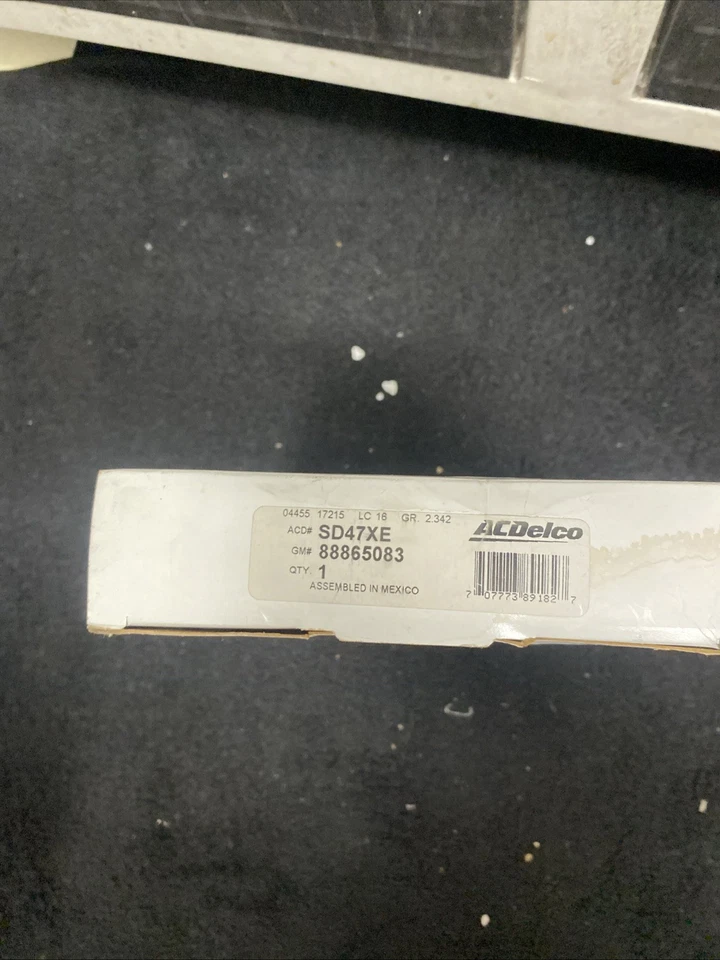 04455 17215 LC 16 GR. 2.342
ACD# SD47XE
GM# 88865083
QTY. 1
ASSEMBLED IN MEXICO
ACDelco
7 07773 89182 7